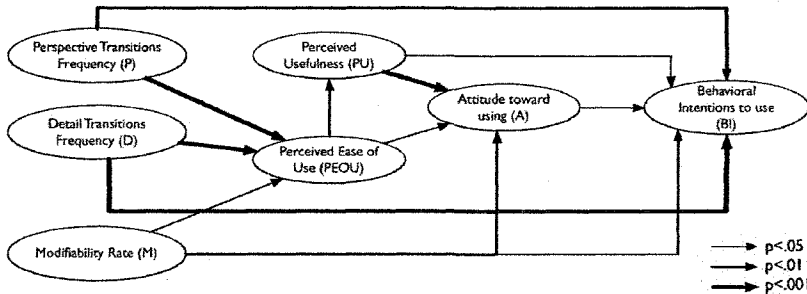 Perspective Transitions
Frequency (P)
Perceived
Usefulness (PU)
Behavioral
Intentions to use
(BI)
Attitude toward
using (A)
Detail Transitions
Frequency (D)
Perceived Ease of
Use (PEOU)
Modifiability Rate (M)
p<.05
p<.01
p<.00